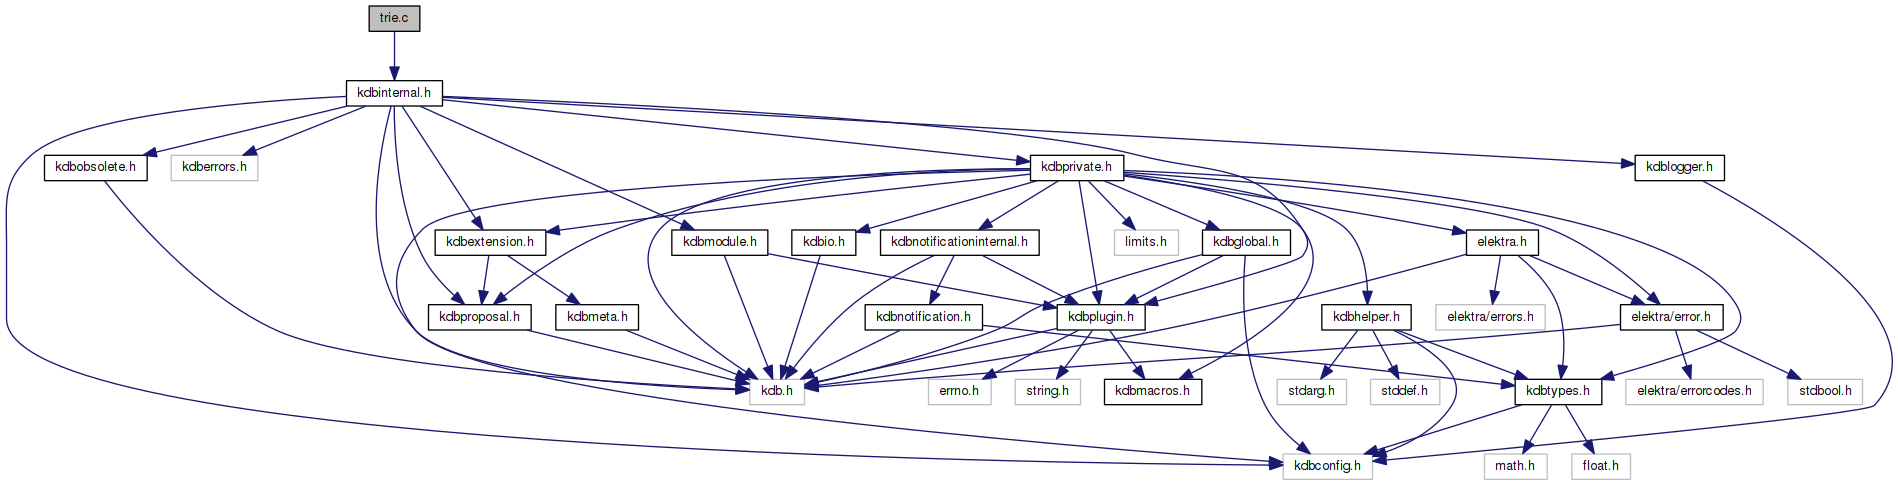 trie.c
kdbinternal.h
kdbobsolete.h
kdberrors.h
kdbprivate.h
kdblogger.h
kdbextension.h
kdbmodule.h
kdbio.h
kdbnotificationinternal.h
limits.h
kdbglobal.h
elektra.h
kdbproposal.h
kdbmeta.h
kdbnotification.h
kdbplugin.h
kdbhelper.h
elektra/errors.h
elektra/error.h
kdb.h
errno.h
string.h
kdbmacros.h
stdarg.h
stddef.h
kdbtypes.h
elektra/errorcodes.h
stdbool.h
kdbconfig.h
math.h
float.h